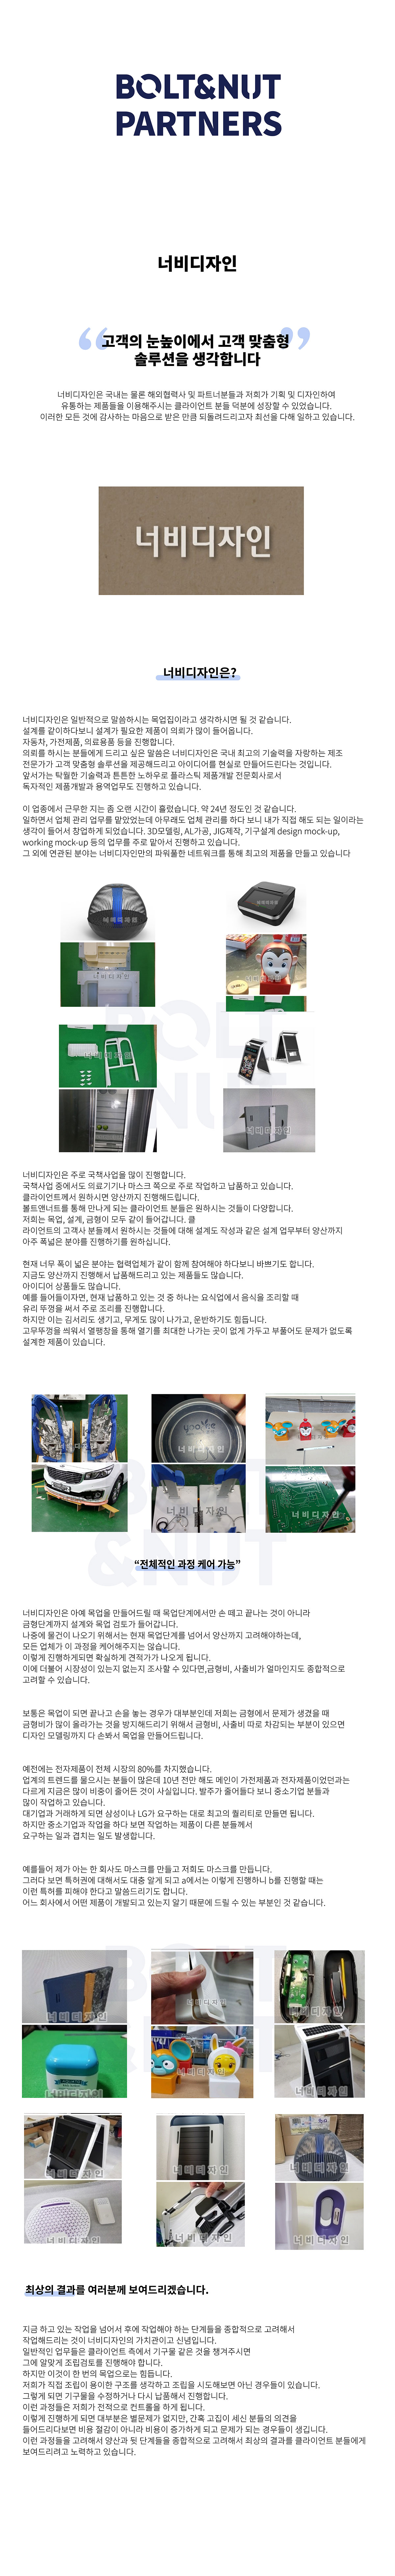 BOLT&NUT
PARTNERS
너비디자인
“고객의 눈높이에서 고객 맞춤형
솔루션을 생각합니다”
너비디자인은 국내는 물론 해외협력사 및 파트너분들과 저희가 기획 및 디자인하여
유통하는 제품들을 이용해주시는 클라이언트 분들 덕분에 성장할 수 있었습니다.
이러한 모든 것에 감사하는 마음으로 받은 만큼 되돌려드리고자 최선을 다해 일하고 있습니다.
너비디자인
너비디자인은?
너비디자인은 일반적으로 말씀하시는 목업집이라고 생각하시면 될 것 같습니다.
설계를 같이하다보니 설계가 필요한 제품이 의뢰가 많이 들어옵니다.
자동차, 가전제품, 의료용품 등을 진행합니다.
의뢰를 하시는 분들에게 드리고 싶은 말씀은 너비디자인은 국내 최고의 기술력을 자랑하는 제조
전문가가 고객 맞춤형 솔루션을 제공해드리고 아이디어를 현실로 만들어드린다는 것입니다.
앞서가는 탁월한 기술력과 튼튼한 노하우로 플라스틱 제품개발 전문회사로서
독자적인 제품개발과 용역업무도 진행하고 있습니다.
이 업종에서 근무한 지는 좀 오랜 시간이 흘렀습니다. 약 24년 정도인 것 같습니다.
일하면서 업체 관리 업무를 맡았었는데 아무래도 업체 관리를 하다 보니 내가 직접 해도 되는 일이라는
생각이 들어서 창업하게 되었습니다. 3D모델링, AL가공, JIG제작, 기구설계 design mock-up,
working mock-up 등의 업무를 주로 맡아서 진행하고 있습니다.
그 외에 연관된 분야는 너비디자인만의 파워풀한 네트워크를 통해 최고의 제품을 만들고 있습니다
BOLT
&NUT
너비디자인은 주로 국책사업을 많이 진행합니다.
국책사업 중에서도 의료기기나 마스크 쪽으로 주로 작업하고 납품하고 있습니다.
클라이언트께서 원하시면 양산까지 진행해드립니다.
볼트앤너트를 통해 만나게 되는 클라이언트 분들은 원하시는 것들이 다양합니다.
저희는 목업, 설계, 금형이 모두 같이 들어갑니다. 클
라이언트의 고객사 분들께서 원하시는 것들에 대해 설계도 작성과 같은 설계 업무부터 양산까지
아주 폭넓은 분야를 진행하기를 원하십니다.
현재 너무 폭이 넓은 분야는 협력업체가 같이 함께 참여해야 하다보니 바쁘기도 합니다.
지금도 양산까지 진행해서 납품해드리고 있는 제품들도 많습니다.
아이디어 상품들도 많습니다.
예를 들어들이자면, 현재 납품하고 있는 것 중 하나는 요식업에서 음식을 조리할 때
유리 뚜껑을 써서 주로 조리를 진행합니다.
하지만 이는 김서리도 생기고, 무게도 많이 나가고, 운반하기도 힘듭니다.
고무뚜껑을 씌워서 열팽창을 통해 열기를 최대한 나가는 곳이 없게 가두고 부풀어도 문제가 없도록
설계한 제품이 있습니다.
BOLT
&NUT
“전체적인 과정 케어 가능”
너비디자인은 아예 목업을 만들어드릴 때 목업단계에서만 손 떼고 끝나는 것이 아니라
금형단계까지 설계와 목업 검토가 들어갑니다.
나중에 물건이 나오기 위해서는 현재 목업단계를 넘어서 양산까지 고려해야하는데,
모든 업체가 이 과정을 케어해주지는 않습니다.
이렇게 진행하게되면 확실하게 견적가가 나오게 됩니다.
이에 더불어 시장성이 있는지 없는지 조사할 수 있다면,금형비, 사출비가 얼마인지도 종합적으로
고려할 수 있습니다.
보통은 목업이 되면 끝나고 손을 놓는 경우가 대부분인데 저희는 금형에서 문제가 생겼을 때
금형비가 많이 올라가는 것을 방지해드리기 위해서 금형비, 사출비 따로 차감되는 부분이 있으면
디자인 모델링까지 다 손봐서 목업을 만들어드립니다.
예전에는 전자제품이 전체 시장의 80%를 차지했습니다.
업계의 트렌드를 물으시는 분들이 많은데 10년 전만 해도 메인이 가전제품과 전자제품이었던과는
다르게 지금은 많이 비중이 줄어든 것이 사실입니다. 발주가 줄어들다 보니 중소기업 분들과
많이 작업하고 있습니다.
대기업과 거래하게 되면 삼성이나 LG가 요구하는 대로 최고의 퀄리티로 만들면 됩니다.
하지만 중소기업과 작업을 하다 보면 작업하는 제품이 다른 분들께서
요구하는 일과 겹치는 일도 발생합니다.
예를들어 제가 아는 한 회사도 마스크를 만들고 저희도 마스크를 만듭니다.
그러다 보면 특허권에 대해서도 대충 알게 되고 a에서는 이렇게 진행하니 b를 진행할 때는
이런 특허를 피해야 한다고 말씀드리기도 합니다.
어느 회사에서 어떤 제품이 개발되고 있는지 알기 때문에 드릴 수 있는 부분인 것 같습니다.
최상의 결과를 여러분께 보여드리겠습니다.
지금 하고 있는 작업을 넘어서 후에 작업해야 하는 단계들을 종합적으로 고려해서
작업해드리는 것이 너비디자인의 가치관이고 신념입니다.
일반적인 업무들은 클라이언트 측에서 기구물 같은 것을 챙겨주시면
그에 알맞게 조립검토를 진행해야 합니다.
하지만 이것이 한 번의 목업으로는 힘듭니다.
저희가 직접 조립이 용이한 구조를 생각하고 조립을 시도해보면 아닌 경우들이 있습니다.
그렇게 되면 기구물을 수정하거나 다시 납품해서 진행합니다.
이런 과정들은 저희가 전적으로 컨트롤을 하게 됩니다.
이렇게 진행하게 되면 대부분은 별문제가 없지만, 간혹 고집이 세신 분들의 의견을
들어드리다보면 비용 절감이 아니라 비용이 증가하게 되고 문제가 되는 경우들이 생깁니다.
이런 과정들을 고려해서 양산과 뒷 단계들을 종합적으로 고려해서 최상의 결과를 클라이언트 분들에게
보여드리려고 노력하고 있습니다.